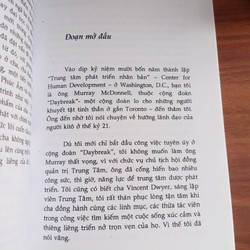 Đoạn mở đầu
Vào dịp kỷ niệm mười bốn năm thành lập
"Trung tâm phát triển nhân bản" – Center for
Human Development – ở Washington, D.C., bạn tôi
ông Murray McDonnell, thuộc cộng đoàn
"Daybreak"- một cộng đoàn lo cho những người
khuyết tật tinh thần ở gần Toronto – đến thăm tôi.
Ông đến nhờ tôi nói chuyện về hướng lãnh đạo của
người kitô ở thế kỷ 21.
Dù tôi mới chỉ bắt đầu công việc tuyên úy ở
cộng đoàn "Daybreak", tôi không muốn làm ông
Murray thất vọng, vì với chức vụ chủ tịch hội đồng
quản trị Trung Tâm, ông đã cống hiến bao nhiêu
công sức, thì giờ, năng lực để trung tâm được phát
triển. Tôi cũng có biết cha Vincent Dwyer, sáng lập
viên Trung Tâm, tôi rất thán phục lòng tận tâm khi
cha đồng hành cùng các linh mục, các thừa tác viên
trong công việc tìm kiếm một cuộc sống xúc cảm và
thiêng liêng triển nở trọn vẹn của họ. Vì thế tôi đã
nói vâng.